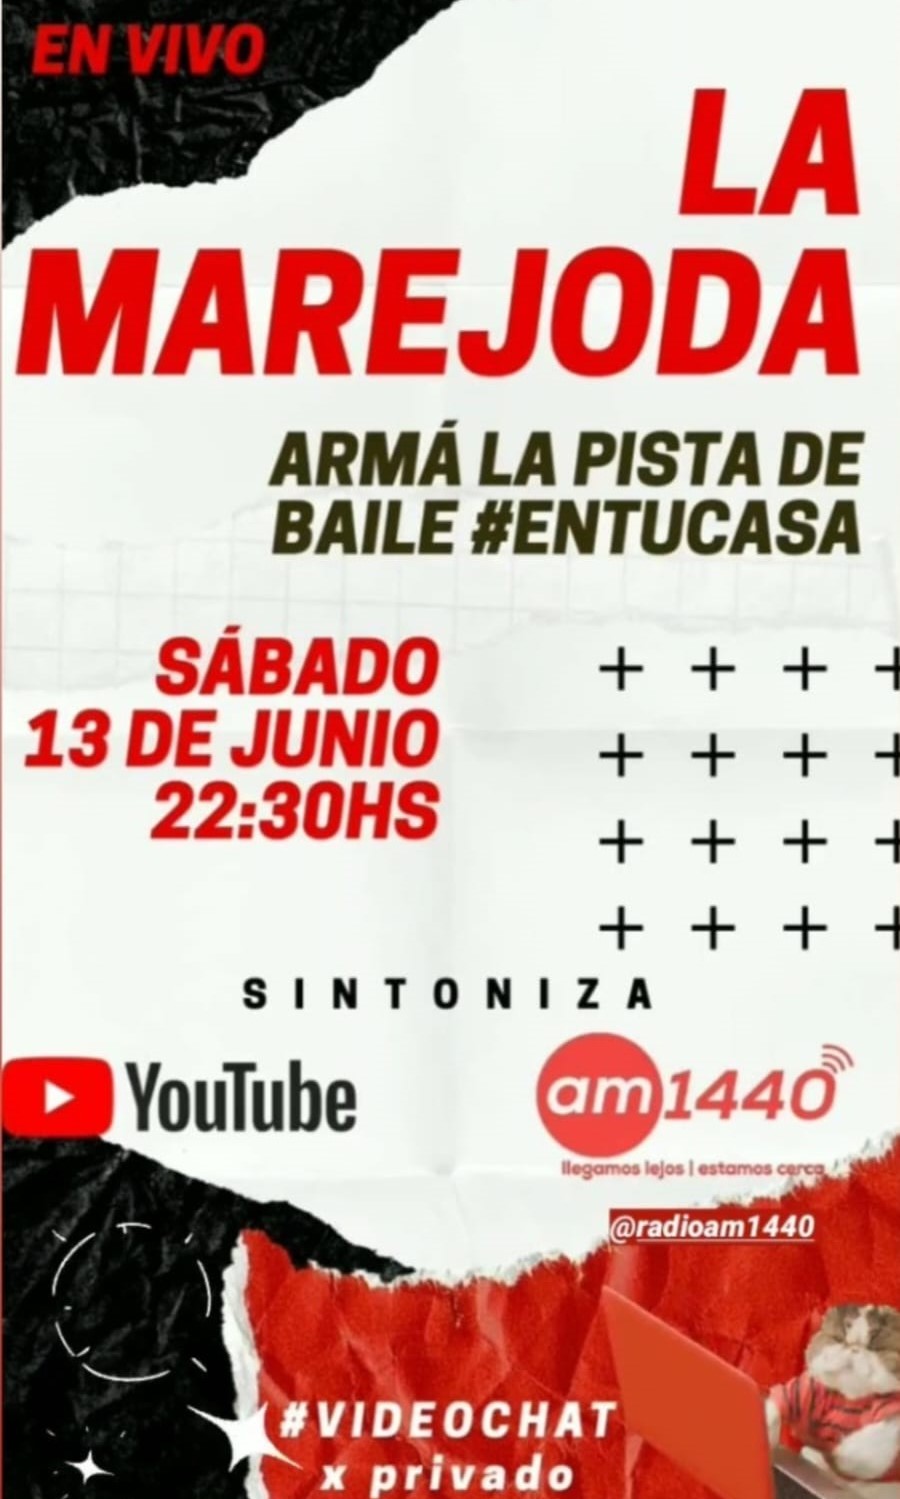 EN VIVO
LA
MAREJODA
ARMÁ LA PISTA DE
BAILE #ENTUCASA
SÁBADO
13 DE JUNIO
22:30HS
SINTONIZA
YouTube
am1440
llegamos lejos | estamos cerca
@radioam1440
#VIDEOCHAT
x privado